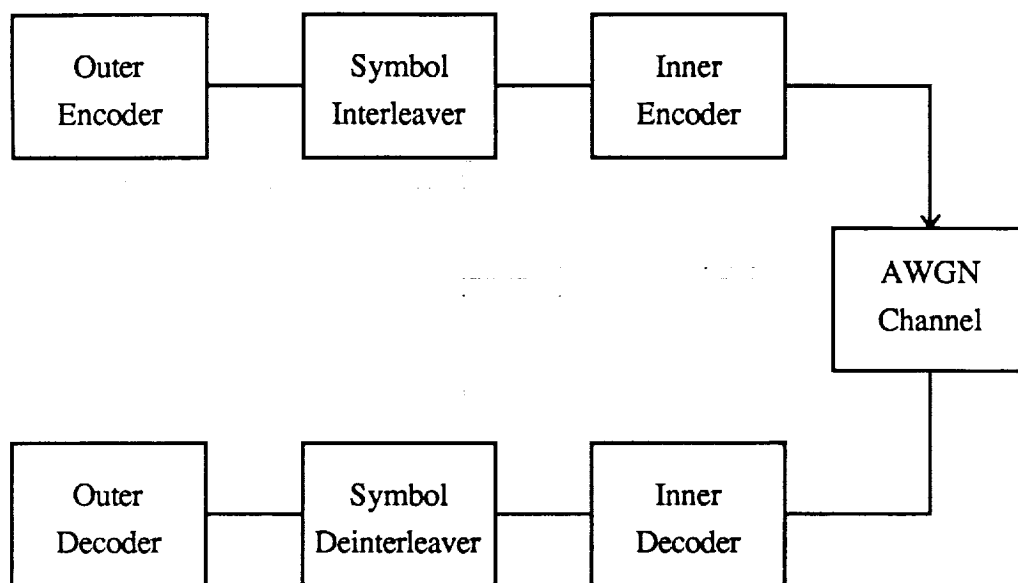 Outer
Encoder
Symbol
Interleaver
Inner
Encoder
AWGN
Channel
Outer
Decoder
Symbol
Deinterleaver
Inner
Decoder